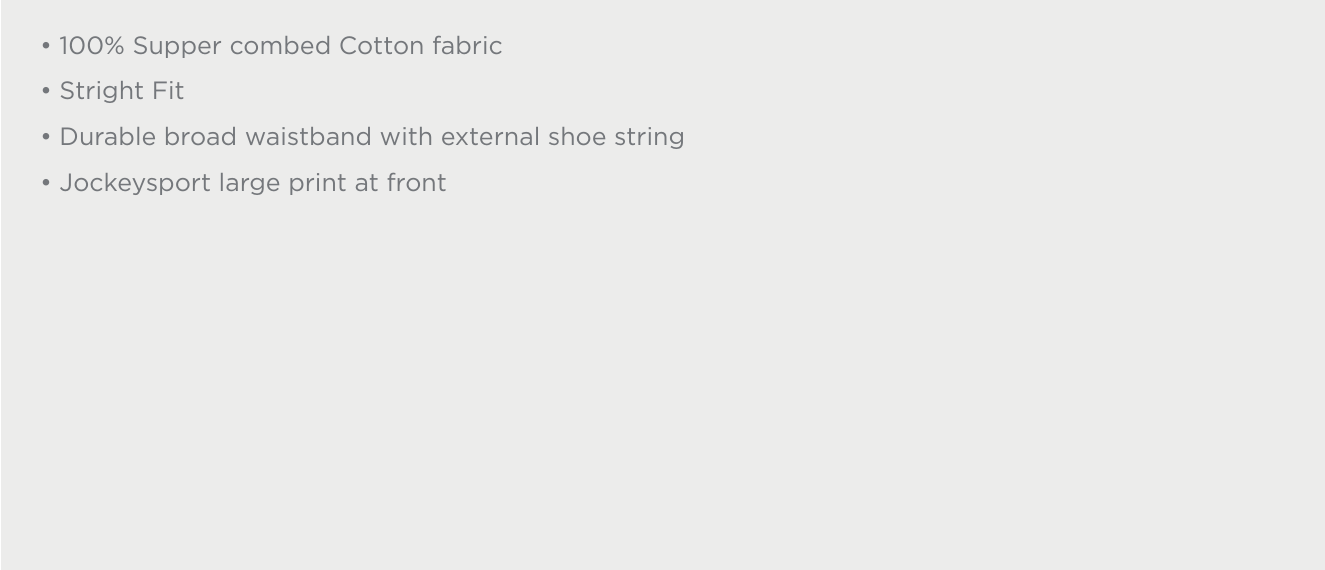 • 100% Supper combed Cotton fabric
• Stright Fit
• Durable broad waistband with external shoe string
• Jockeysport large print at front